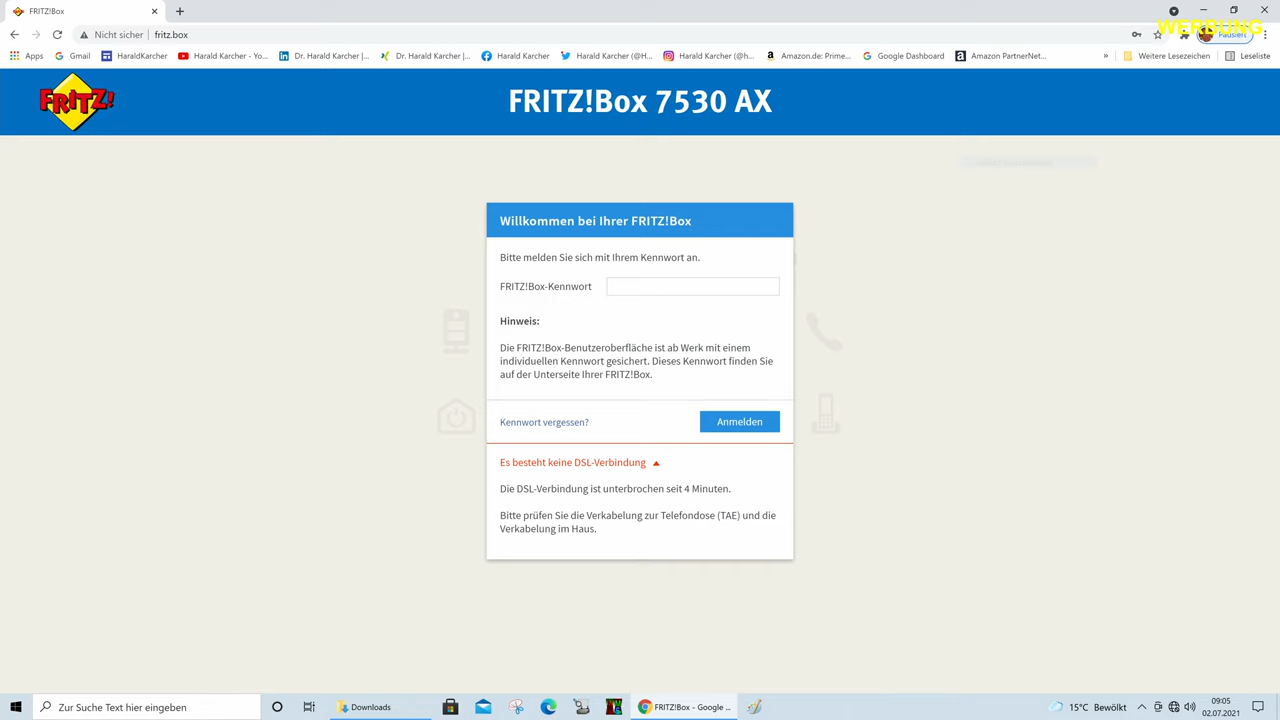 FRITZ!Box
WERBUNG
Nicht sicher
fritz.box
Pausiert
Apps
Gmail
HaraldKarcher
Harald Karcher - Yo...
Dr. Harald Karcher |...
Dr. Harald Karcher |...
Harald Karcher
Harald Karcher (@H...
Harald Karcher (@h...
Amazon.de: Prime...
Google Dashboard
Amazon PartnerNet...
»
Weitere Lesezeichen
Leseliste
FRITZ!
FRITZ!Box 7530 AX
Willkommen bei Ihrer FRITZ!Box
Bitte melden Sie sich mit Ihrem Kennwort an.
FRITZ!Box-Kennwort
Hinweis:
Die FRITZ!Box-Benutzeroberfläche ist ab Werk mit einem
individuellen Kennwort gesichert. Dieses Kennwort finden Sie
auf der Unterseite Ihrer FRITZ!Box.
Kennwort vergessen?
Anmelden
Es besteht keine DSL-Verbindung
Die DSL-Verbindung ist unterbrochen seit 4 Minuten.
Bitte prüfen Sie die Verkabelung zur Telefondose (TAE) und die
Verkabelung im Haus.
Zur Suche Text hier eingeben
Downloads
FRITZ!Box - Google ...
15°C Bewölkt
09:05
02.07.2021